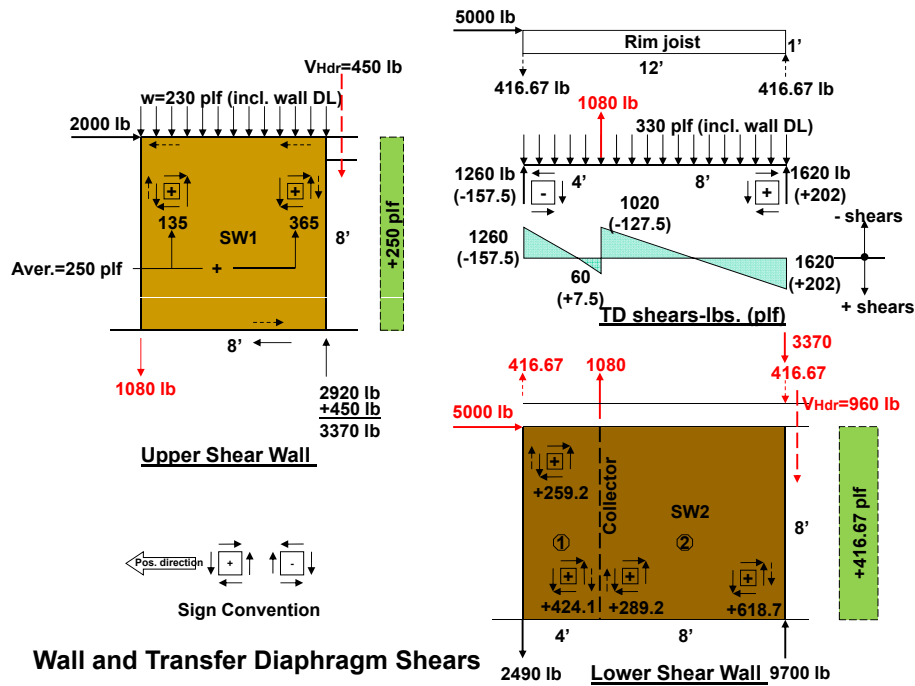 VHdr=450 lb
w=230 plf (incl. wall DL)
2000 lb
+
+
135
365
SW1
8'
+250 plf
Aver.=250 plf
+
8'
1080 lb
2920 lb
+450 lb
3370 lb
Upper Shear Wall
5000 lb
Rim joist
1'
12'
416.67 lb
416.67 lb
1080 lb
330 plf (incl. wall DL)
1260 lb
(-157.5)
4'
8'
1620 lb
(+202)
-
+
1020
(-127.5)
- shears
1260
(-157.5)
60
(+7.5)
1620
(+202)
+ shears
TD shears-lbs. (plf)
3370
416.67
1080
416.67
VHdr=960 lb
5000 lb
+
+259.2
Collector
SW2
8'
+416.67 plf
1
2
+
+
+
+424.1
+289.2
+618.7
4'
8'
2490 lb
Lower Shear Wall
9700 lb
Pos. direction
+
-
Sign Convention
Wall and Transfer Diaphragm Shears